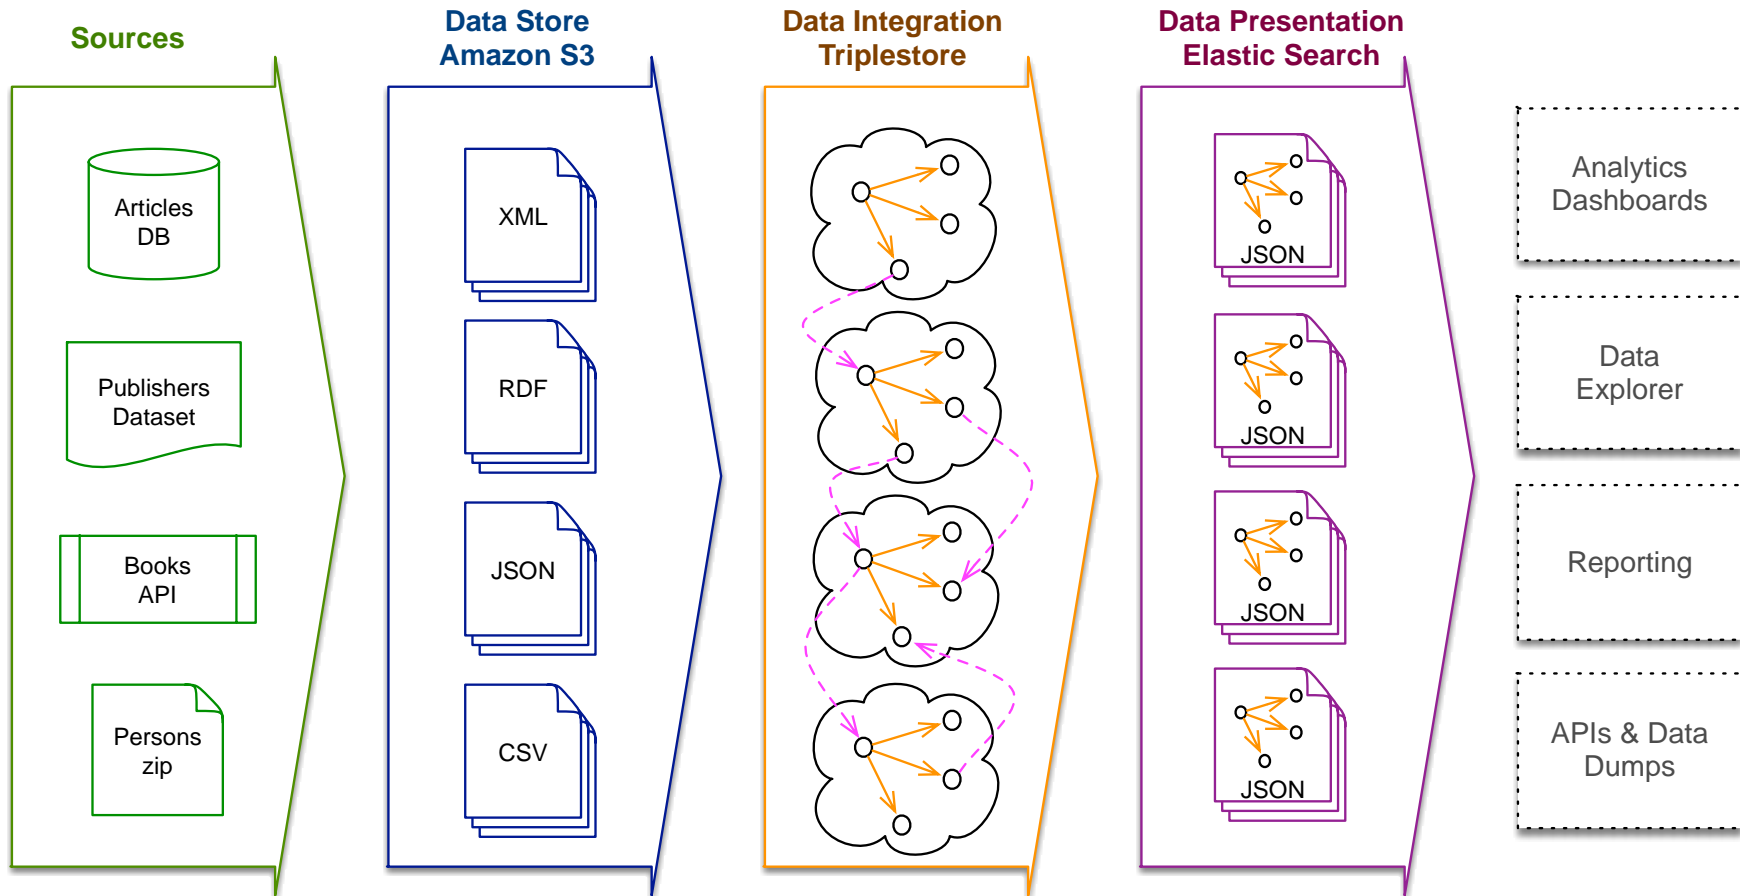 Sources
Data Store
Amazon S3
Data Integration
Triplestore
Data Presentation
Elastic Search
Articles
DB
Publishers
Dataset
Books
API
Persons
zip
XML
RDF
JSON
CSV
JSON
JSON
JSON
JSON
Analytics
Dashboards
Data
Explorer
Reporting
APIs & Data
Dumps